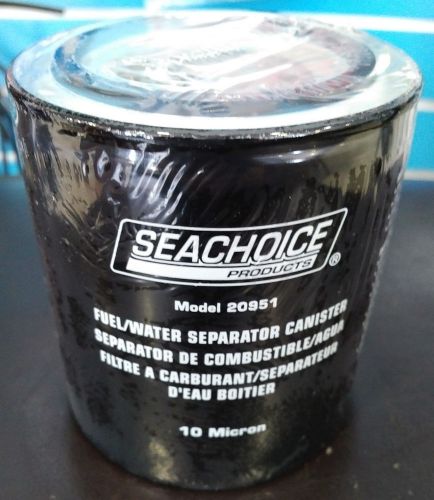 SEACHOICE
PRODUCTS ®
Model 20951
FUEL/WATER SEPARATOR CANISTER
SEPARATOR DE COMBUSTIBLE/AGUA
FILTRE A CARBURANT/SEPARATEUR
D'EAU BOITIER
10 Micron